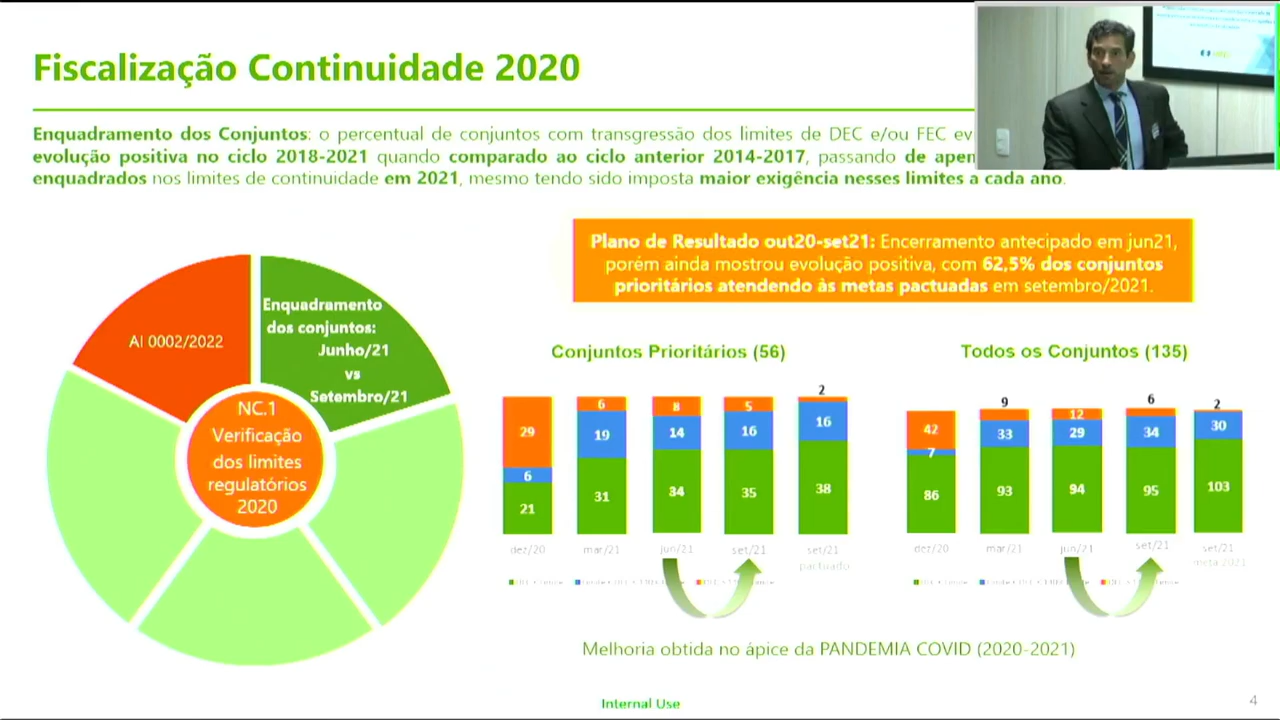 Fiscalização Continuidade 2020
Enquadramento dos Conjuntos: o percentual de conjuntos com transgressão dos limites de DEC e/ou FEC
evolução positiva no ciclo 2018-2021 quando comparado ao ciclo anterior 2014-2017, passando de
enquadrados nos limites de continuidade em 2021, mesmo tendo sido imposta maior exigência nesses limites a cada ano.
Plano de Resultado out20-set21: Encerramento antecipado em jun21,
porém ainda mostrou evolução positiva, com 62,5% dos conjuntos
prioritários atendendo às metas pactuadas em setembro/2021.
AI 0002/2022
Enquadramento
dos conjuntos:
Junho/21
vs
Setembro/21
NC.1
Verificação
dos limites
regulatórios
2020
Conjuntos Prioritários (56)
2
29 6 8 5
6 19 14 16 16
21 31 34 35 38
dez/20 mar/21 jun/21 set/21 set/21
pactuado
Todos os Conjuntos (135)
9 6 2
42 12
7 33 29 34 30
86 93 94 95 103
dez/20 mar/21 jun/21 set/21 set/21
meta 2021
Melhoria obtida no ápice da PANDEMIA COVID (2020-2021)
Internal Use
4